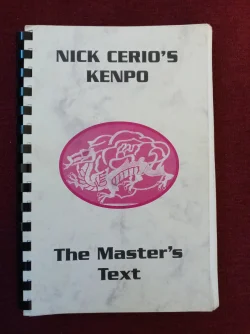 NICK CERIO'S
KENPO
The Master's
Text